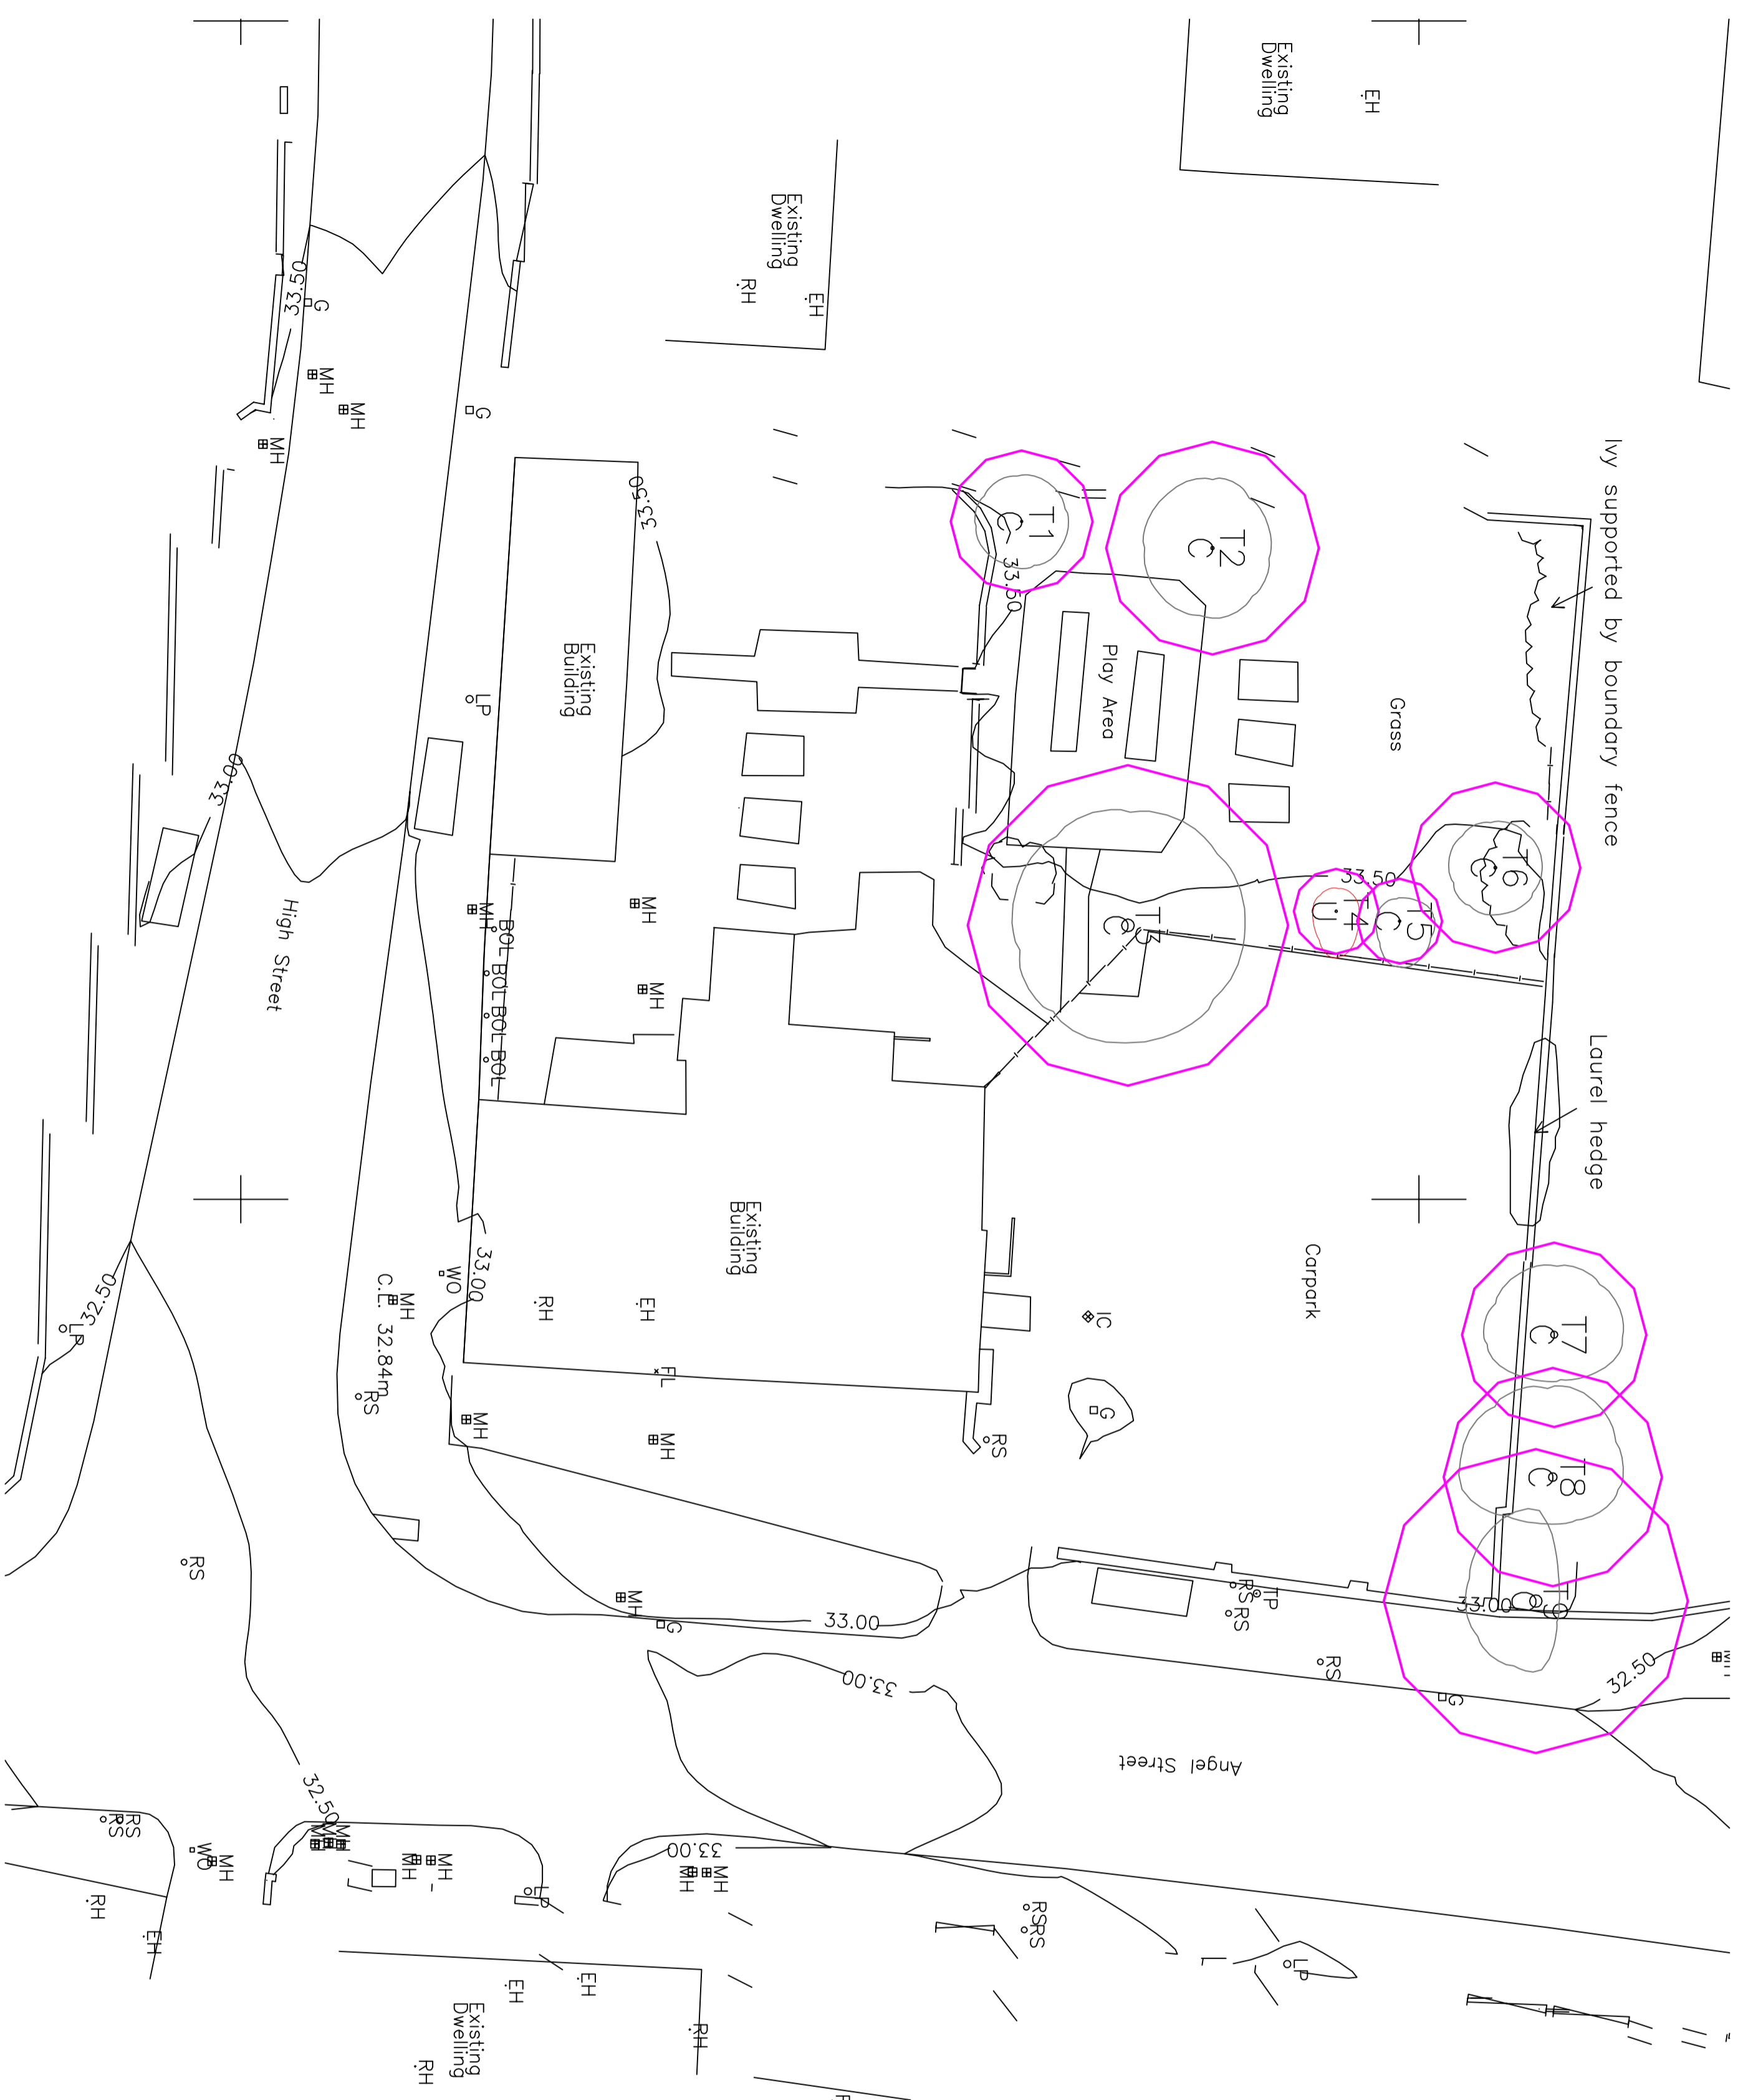 Existing
Dwelling
EH
Existing
Dwelling
RH
EH
33.50
G
MH
MH
MH
G
33.50
Existing
Building
LP
T1
C
T2
C
33.50
Play Area
Grass
Ivy supported by boundary fence
33.00
High Street
MH
BOL
BOL
BOL
BOL
MH
MH
T3
C
33.50
T4
U
T5
C
T6
C
Laurel hedge
Existing
Building
Carpark
33.00
WO
MH
C.L. 32.84m
RS
RH
EH
FL
MH
MH
IC
G
RS
32.50
LP
T7
C
T8
C
T9
C
33.00
RS
MH
G
33.00
RS
TP
RS
RS
G
32.50
33.00
Angel Street
32.50
RS
RS
WO
MH
MH
MH
MH
MH
MH
LP
33.00
MH
MH
RH
EH
EH
EH
RH
RH
Existing
Dwelling
RS
RS
LP